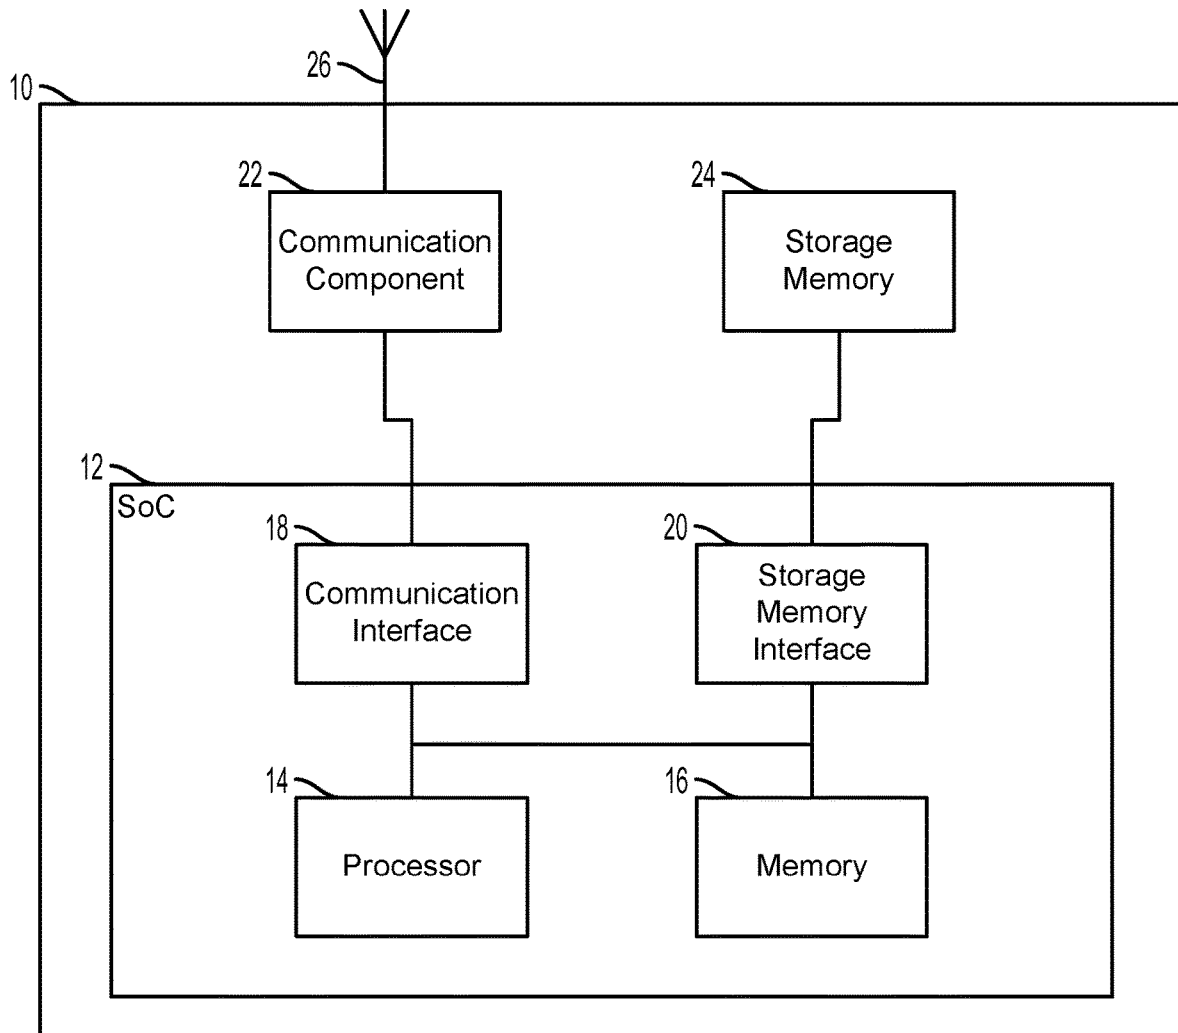 26
10
22
24
Communication
Component
Storage
Memory
12
SoC
18
20
Communication
Interface
Storage
Memory
Interface
14
16
Processor
Memory